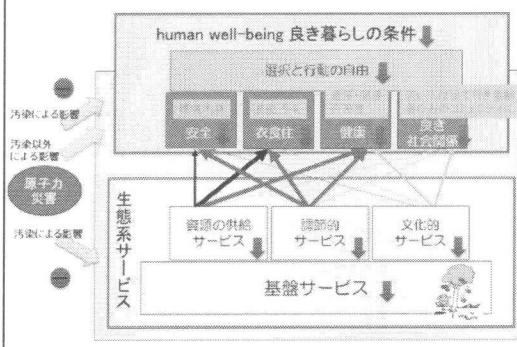 human well-being 良き暮らしの条件
選択と行動の自由
安全
衣食住
健康
良き
社会関係
汚染による影響
汚染以外
による影響
原子力
災害
汚染による影響
生態系サービス
資源の供給
サービス
調節的
サービス
文化的
サービス
基盤サービス